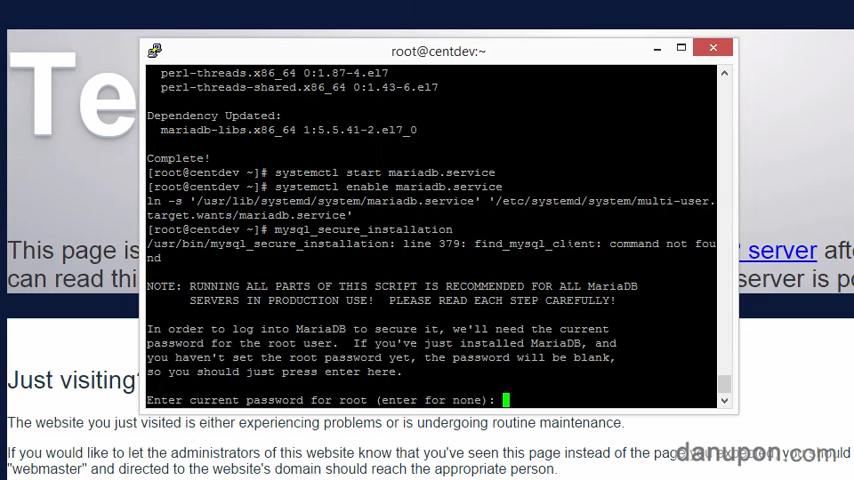 Te
root@centdev:~
perl-threads.x86_64 0:1.87-4.el7
perl-threads-shared.x86_64 0:1.43-6.el7
Dependency Updated:
mariadb-libs.x86_64 1:5.5.41-2.el7_0
Complete!
[root@centdev ~]# systemctl start mariadb.service
[root@centdev ~]# systemctl enable mariadb.service
ln -s '/usr/lib/systemd/system/mariadb.service' '/etc/systemd/system/multi-user.
target.wants/mariadb.service'
[root@centdev ~]# mysql_secure_installation
/usr/bin/mysql_secure_installation: line 379: find_mysql_client: command not fou
nd
NOTE: RUNNING ALL PARTS OF THIS SCRIPT IS RECOMMENDED FOR ALL MariaDB
SERVERS IN PRODUCTION USE!  PLEASE READ EACH STEP CAREFULLY!
In order to log into MariaDB to secure it, we'll need the current
password for the root user.  If you've just installed MariaDB, and
you haven't set the root password yet, the password will be blank,
so you should just press enter here.
Enter current password for root (enter for none):
This page is P server after
can read this server is po
Just visiting?
The website you just visited is either experiencing problems or is undergoing routine maintenance.
If you would like to let the administrators of this website know that you've seen this page instead of the page you expected, you should
"webmaster" and directed to the website's domain should reach the appropriate person.
danupon.com